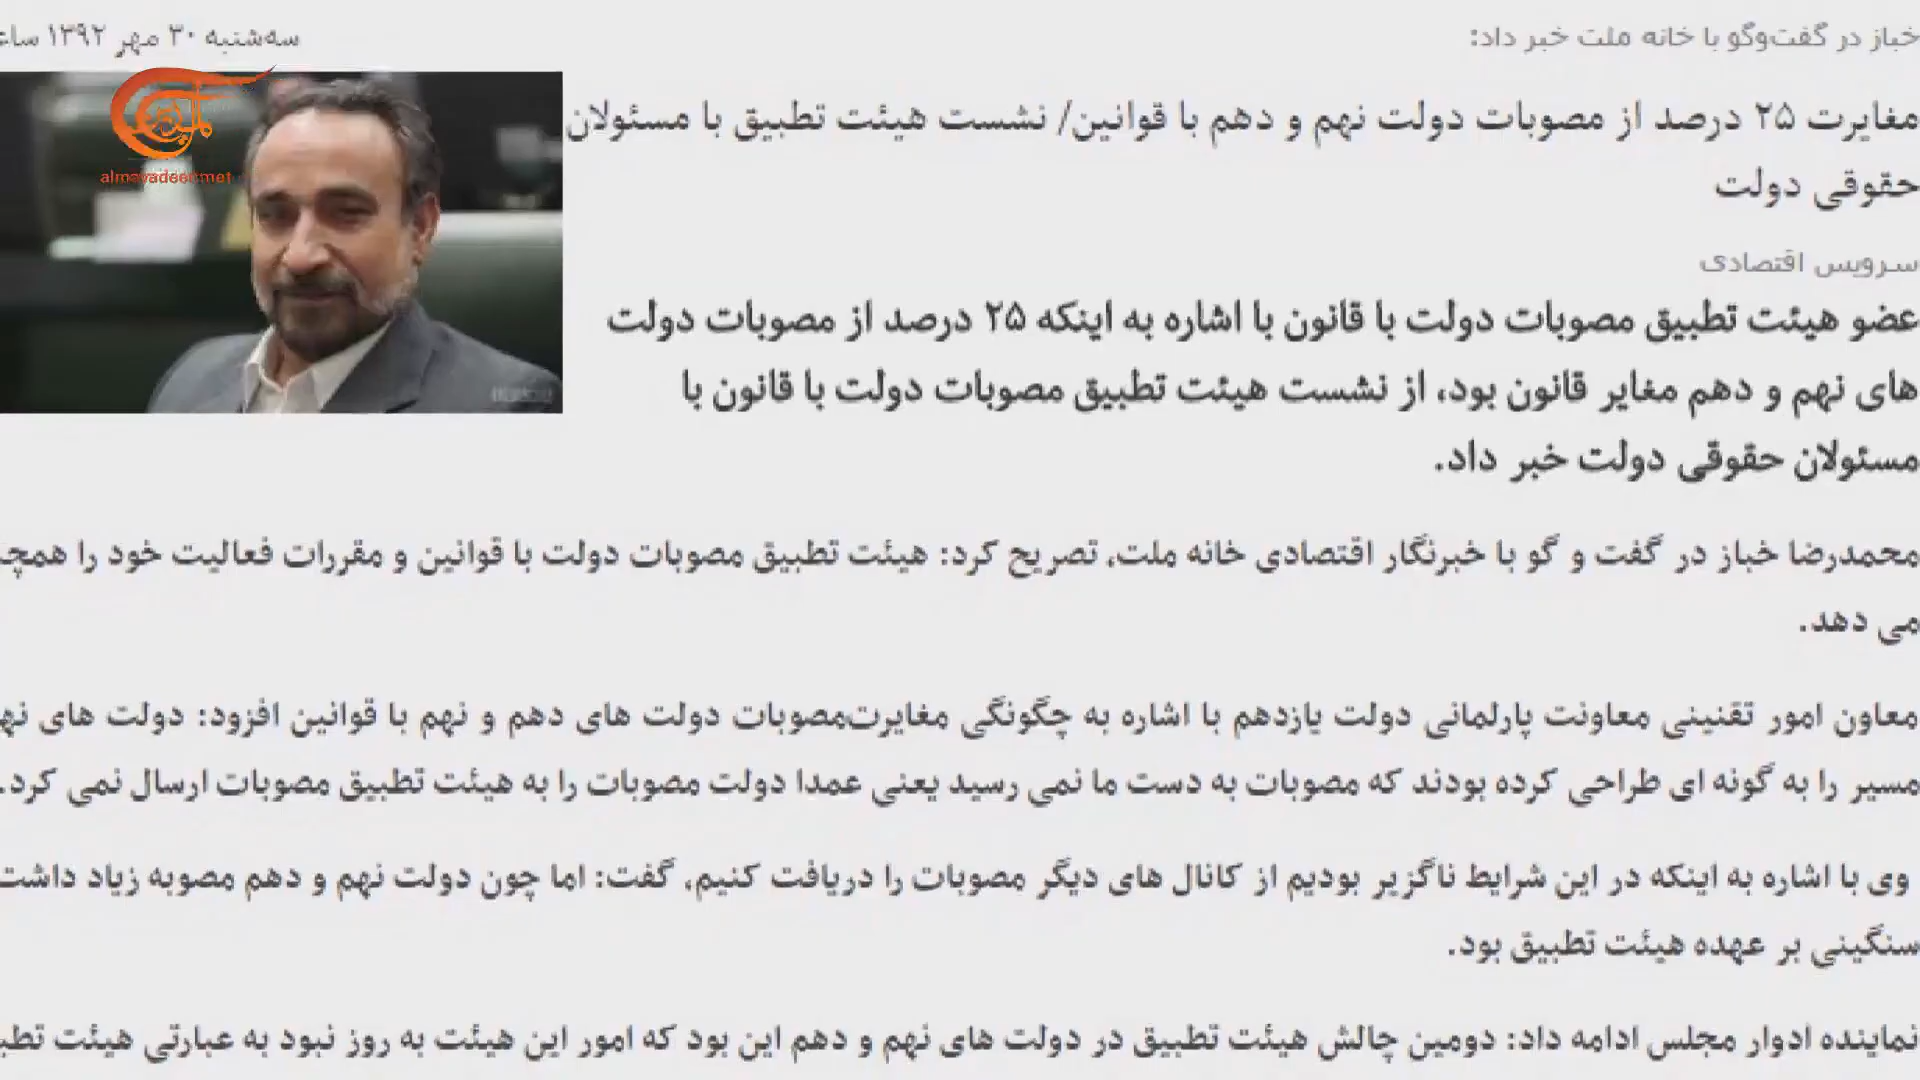 خباز در گفت‌وگو با خانه ملت خبر داد:
سه‌شنبه ۳۰ مهر ۱۳۹۲
مغایرت ۲۵ درصد از مصوبات دولت نهم و دهم با قوانین/ نشست هیئت تطبیق با مسئولان
حقوقی دولت
سرویس اقتصادی
عضو هیئت تطبیق مصوبات دولت با قانون با اشاره به اینکه ۲۵ درصد از مصوبات دولت
های نهم و دهم مغایر قانون بود، از نشست هیئت تطبیق مصوبات دولت با قانون با
مسئولان حقوقی دولت خبر داد.
محمدرضا خباز در گفت و گو با خبرنگار اقتصادی خانه ملت، تصریح کرد: هیئت تطبیق مصوبات دولت با قوانین و مقررات فعالیت خود را
می دهد.
معاون امور تقنینی معاونت پارلمانی دولت یازدهم با اشاره به چگونگی مغایرت‌مصوبات دولت های دهم و نهم با قوانین افزود: دولت های
مسیر را به گونه ای طراحی کرده بودند که مصوبات به دست ما نمی رسید یعنی عمدا دولت مصوبات را به هیئت تطبیق مصوبات ارسال نمی کرد.
وی با اشاره به اینکه در این شرایط ناگزیر بودیم از کانال های دیگر مصوبات را دریافت کنیم، گفت: اما چون دولت نهم و دهم مصوبه زیاد داشت
سنگینی بر عهده هیئت تطبیق بود.
نماینده ادوار مجلس ادامه داد: دومین چالش هیئت تطبیق در دولت های نهم و دهم این بود که امور این هیئت به روز نبود به عبارتی هیئت